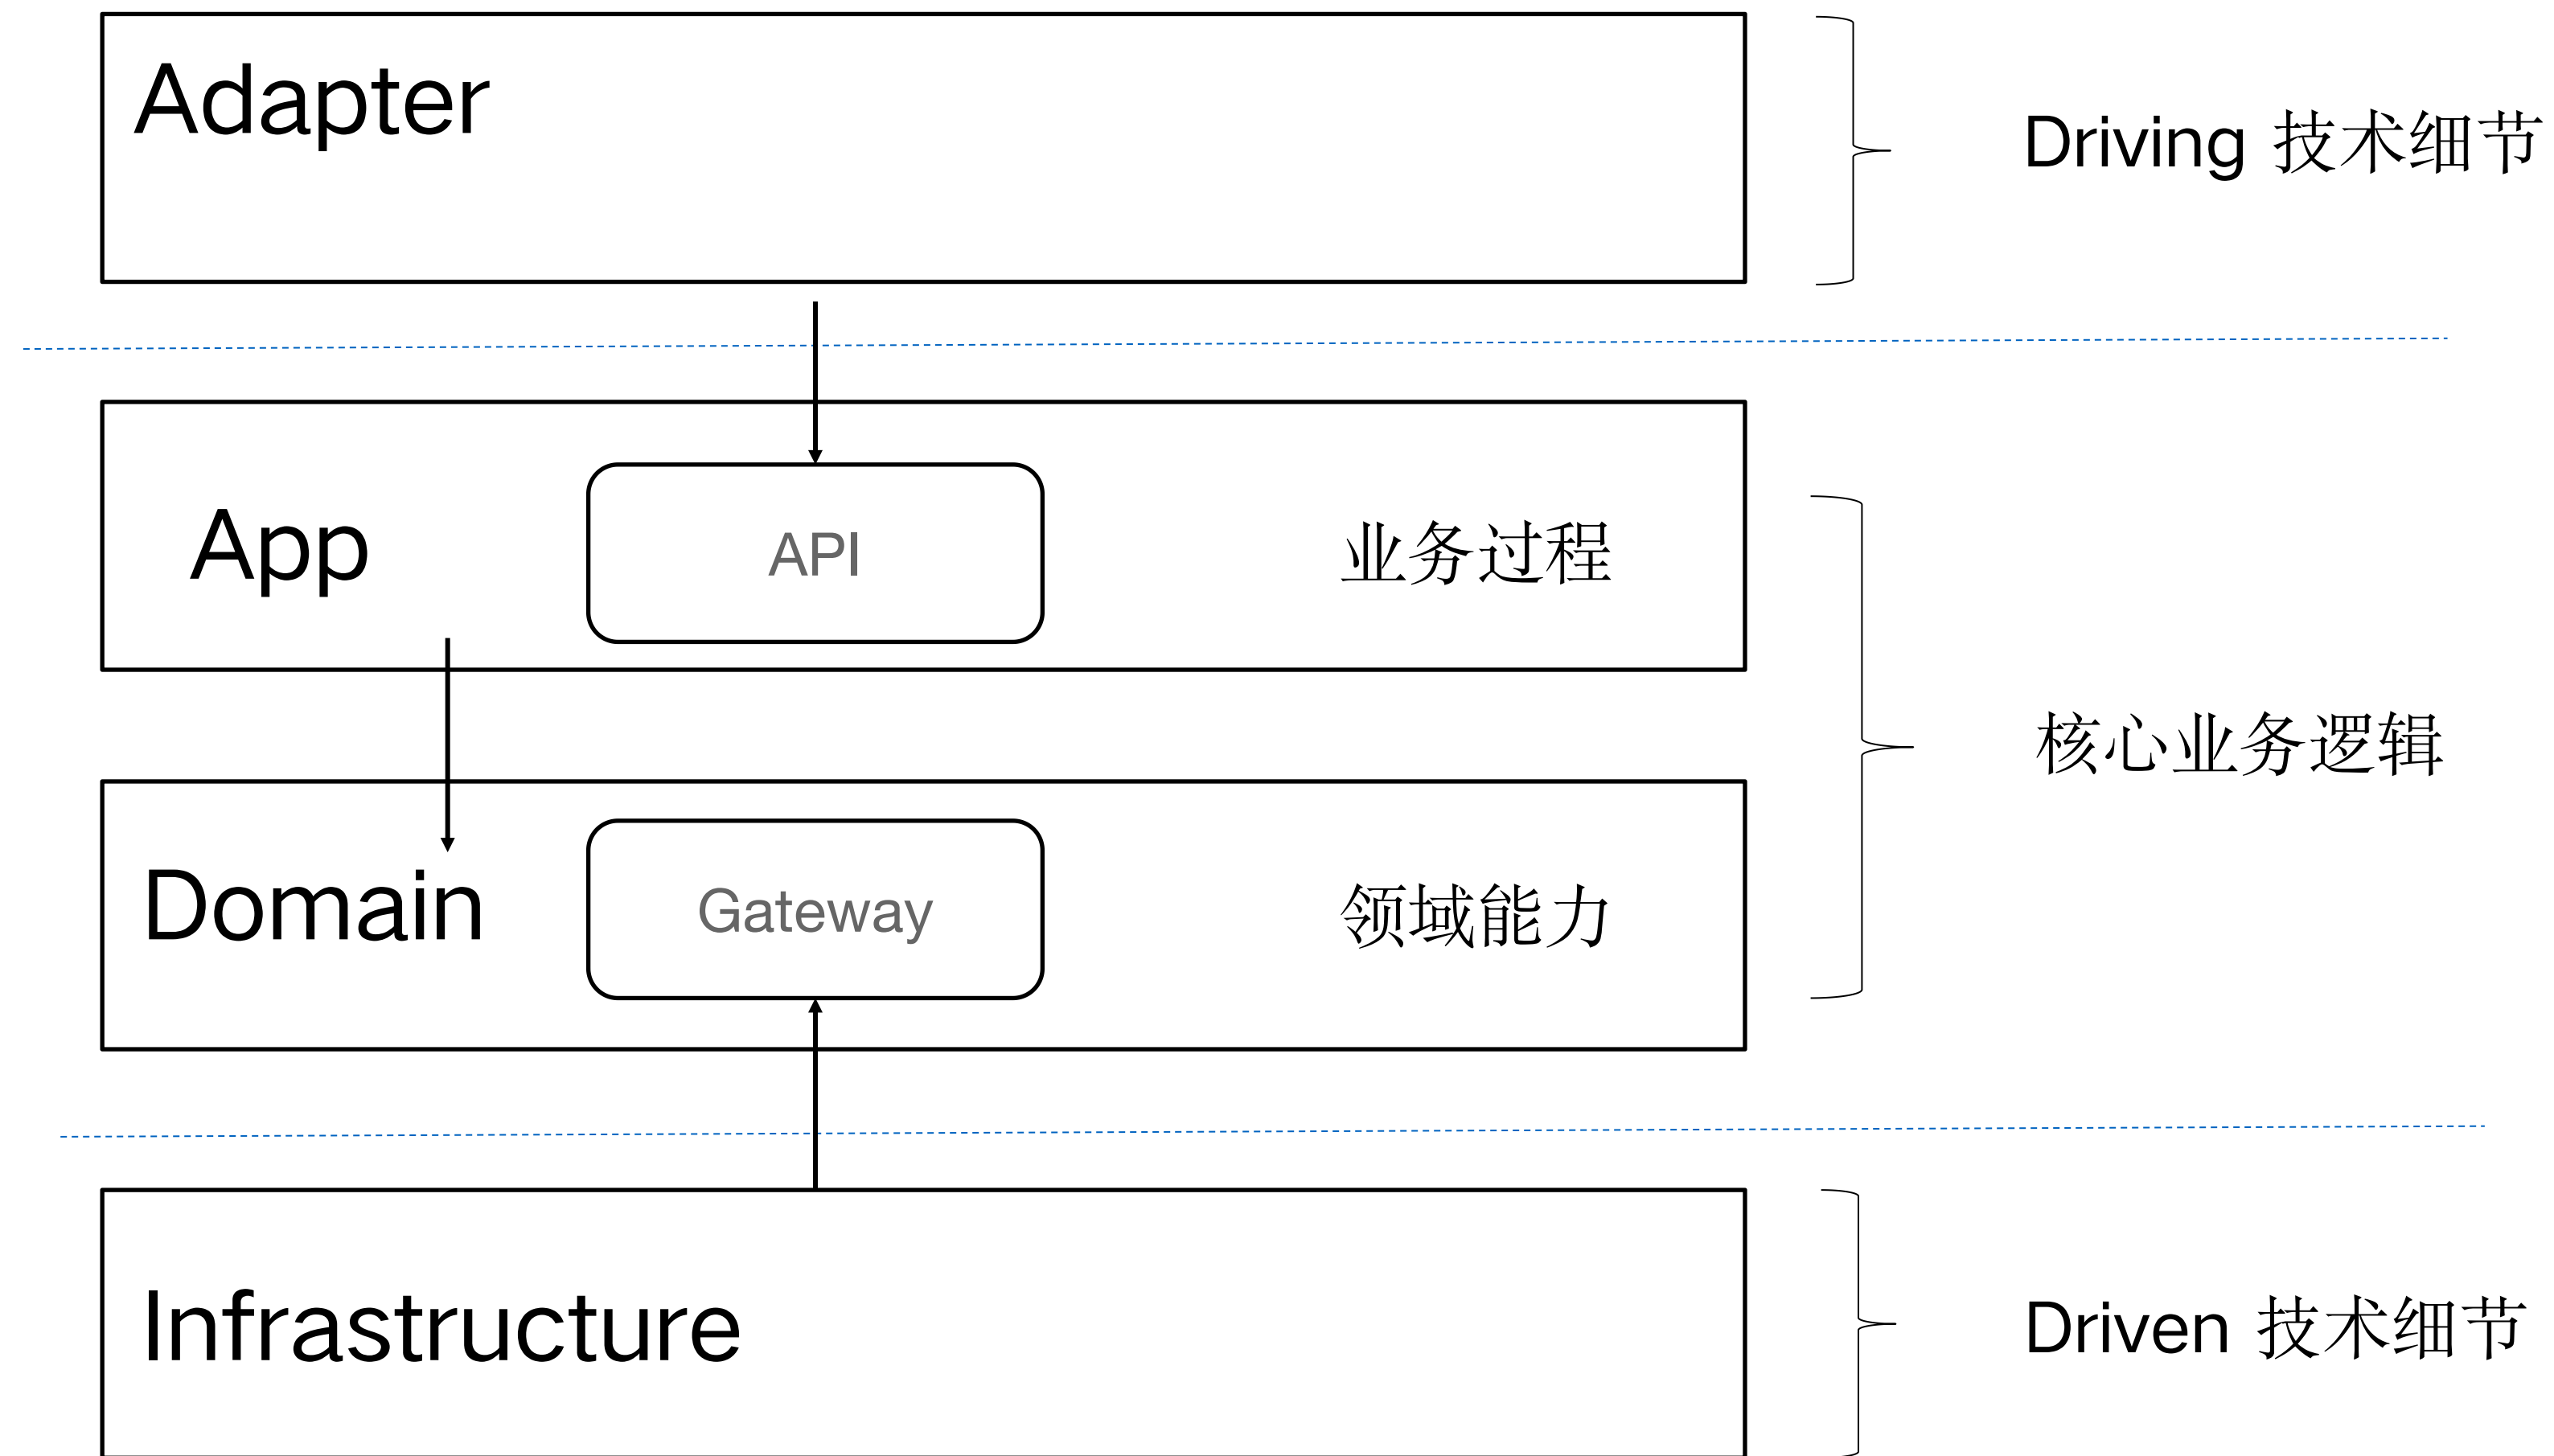 Adapter
Driving 技术细节
App
API
业务过程
核心业务逻辑
Domain
Gateway
领域能力
Infrastructure
Driven 技术细节